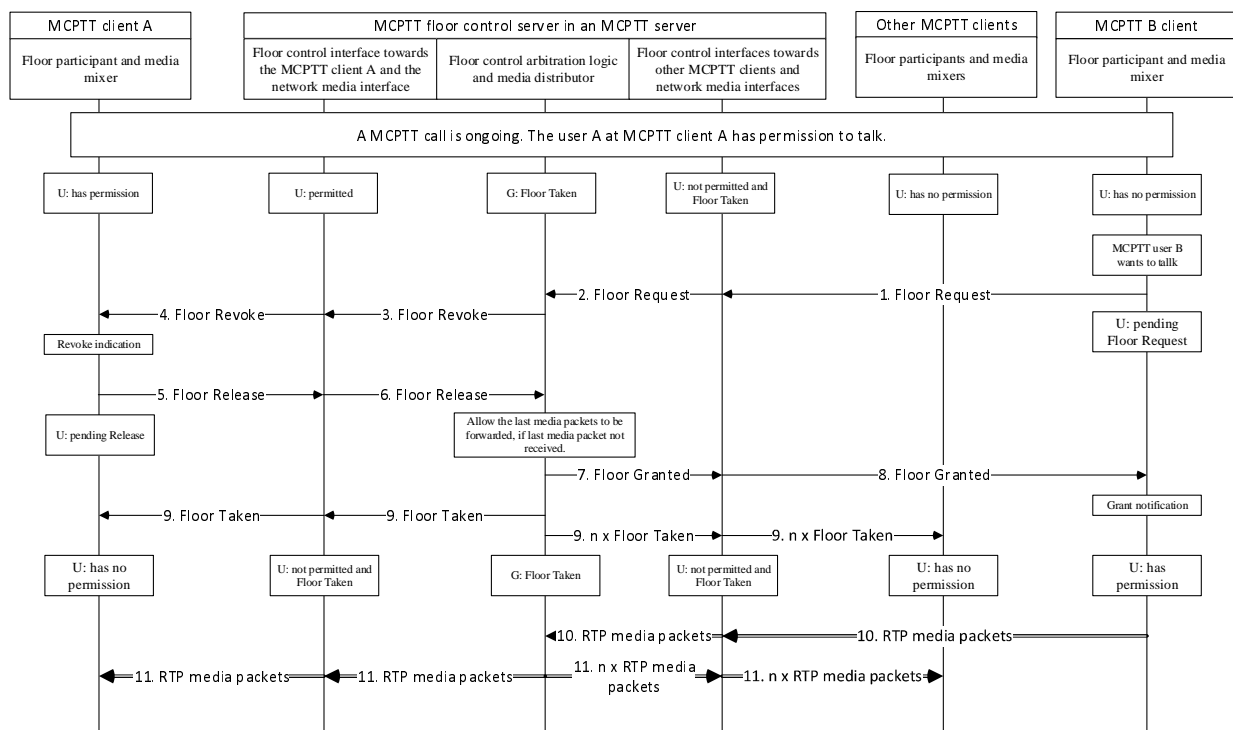 MCPTT client A
MCPTT floor control server in an MCPTT server
Other MCPTT clients
MCPTT B client
Floor participant and media
mixer
Floor control interface towards
the MCPTT client A and the
network media interface
Floor control arbitration logic
and media distributor
Floor control interfaces towards
other MCPTT clients and
network media interfaces
Floor participants and media
mixers
Floor participant and media
mixer
A MCPTT call is ongoing. The user A at MCPTT client A has permission to talk.
U: has permission
U: permitted
G: Floor Taken
U: not permitted and
Floor Taken
U: has no permission
U: has no permission
MCPTT user B
wants to tallk
2. Floor Request
1. Floor Request
4. Floor Revoke
3. Floor Revoke
Revoke indication
U: pending
Floor Request
5. Floor Release
6. Floor Release
U: pending Release
Allow the last media packets to be
forwarded, if last media packet not
received.
7. Floor Granted
8. Floor Granted
Grant notification
9. Floor Taken
9. Floor Taken
9. n x Floor Taken
9. n x Floor Taken
U: has no
permission
U: not permitted and
Floor Taken
G: Floor Taken
U: not permitted and
Floor Taken
U: has no
permission
U: has
permission
10. RTP media packets
10. RTP media packets
11. RTP media packets
11. RTP media packets
11. n x RTP media
packets
11. n x RTP media packets